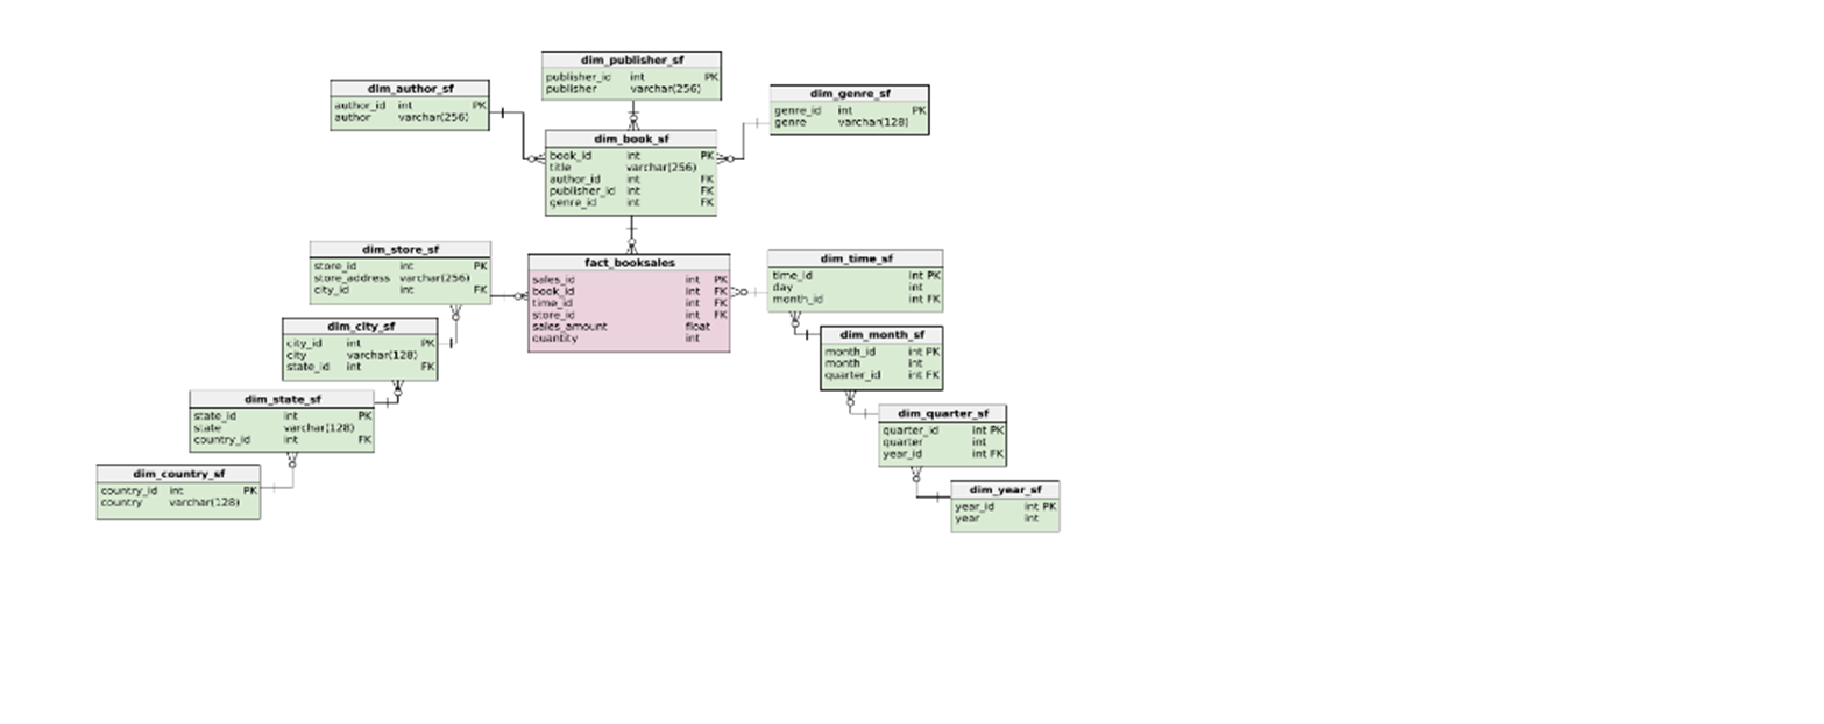 dim_publisher_sf
publisher_id int PK
publisher varchar(256)
dim_author_sf
author_id int PK
author varchar(256)
dim_genre_sf
genre_id int PK
genre varchar(128)
dim_book_sf
book_id int PK
title varchar(256)
author_id int FK
publisher_id int FK
genre_id int FK
dim_store_sf
store_id int PK
store_address varchar(256)
city_id int FK
fact_booksales
sales_id int PK
book_id int FK
time_id int FK
store_id int FK
sales_amount float
quantity int
dim_time_sf
time_id int PK
day int
month_id int FK
dim_city_sf
city_id int PK
city varchar(128)
state_id int FK
dim_month_sf
month_id int PK
month int
quarter_id int FK
dim_state_sf
state_id int PK
state varchar(128)
country_id int FK
dim_quarter_sf
quarter_id int PK
quarter int
year_id int FK
dim_country_sf
country_id int PK
country varchar(128)
dim_year_sf
year_id int PK
year int